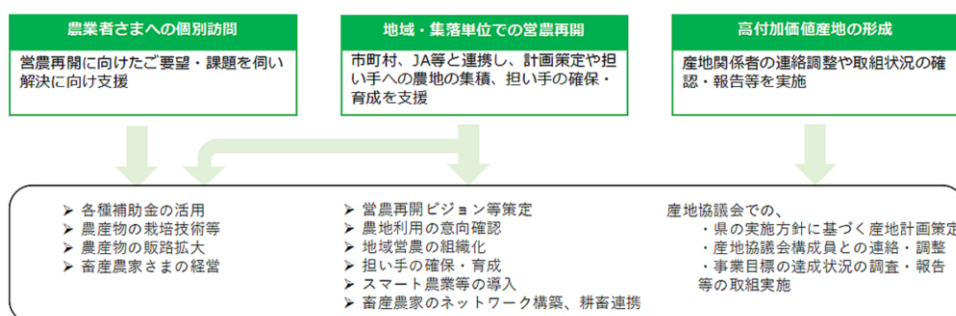 農業者さまへの個別訪問
営農再開に向けたご要望・課題を伺い
解決に向け支援
地域・集落単位での営農再開
市町村、JA等と連携し、計画策定や担
い手への農地の集積、担い手の確保・
育成を支援
高付加価値産地の形成
産地関係者の連絡調整や取組状況の確
認・報告等を実施
➢ 各種補助金の活用
➢ 農産物の栽培技術等
➢ 農産物の販路拡大
➢ 畜産農家さまの経営
➢ 営農再開ビジョン等策定
➢ 農地利用の意向確認
➢ 地域営農の組織化
➢ 担い手の確保・育成
➢ スマート農業等の導入
➢ 畜産農家のネットワーク構築、耕畜連携
産地協議会での、
・県の実施方針に基づく産地計画策定
・産地協議会構成員との連絡・調整
・事業目標の達成状況の調査・報告
等の取組実施